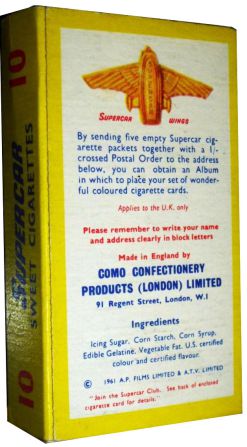 10 "SUPERCAR" 10
SWEET CIGARETTES
SUPERCAR
SUPERCAR WINGS
By sending five empty Supercar cig-
arette packets together with a 1/-
crossed Postal Order to the address
below, you can obtain an Album
in which to place your set of wonder-
ful coloured cigarette cards.
Applies to the U.K. only
Please remember to write your name
and address clearly in block letters
Made in England by
COMO CONFECTIONERY
PRODUCTS (LONDON) LIMITED
91 Regent Street, London, W.1
Ingredients
Icing Sugar, Corn Starch, Corn Syrup,
Edible Gelatine, Vegetable Fat. U.S. certified
colour and certified flavour.
© 1961 A.P. FILMS LIMITED & A.T.V. LIMITED
"Join the Supercar Club. See back of enclosed
cigarette card for details."